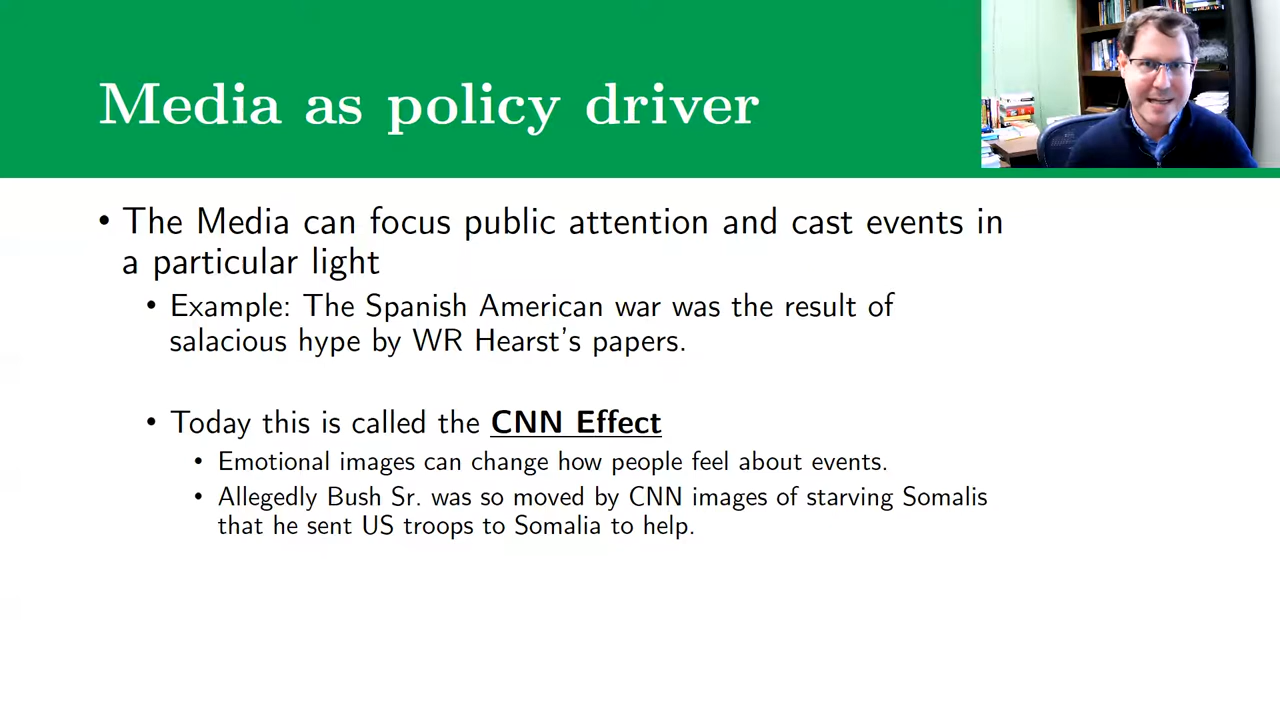 Media as policy driver
• The Media can focus public attention and cast events in
a particular light
• Example: The Spanish American war was the result of
salacious hype by WR Hearst's papers.
• Today this is called the CNN Effect
• Emotional images can change how people feel about events.
• Allegedly Bush Sr. was so moved by CNN images of starving Somalis
that he sent US troops to Somalia to help.